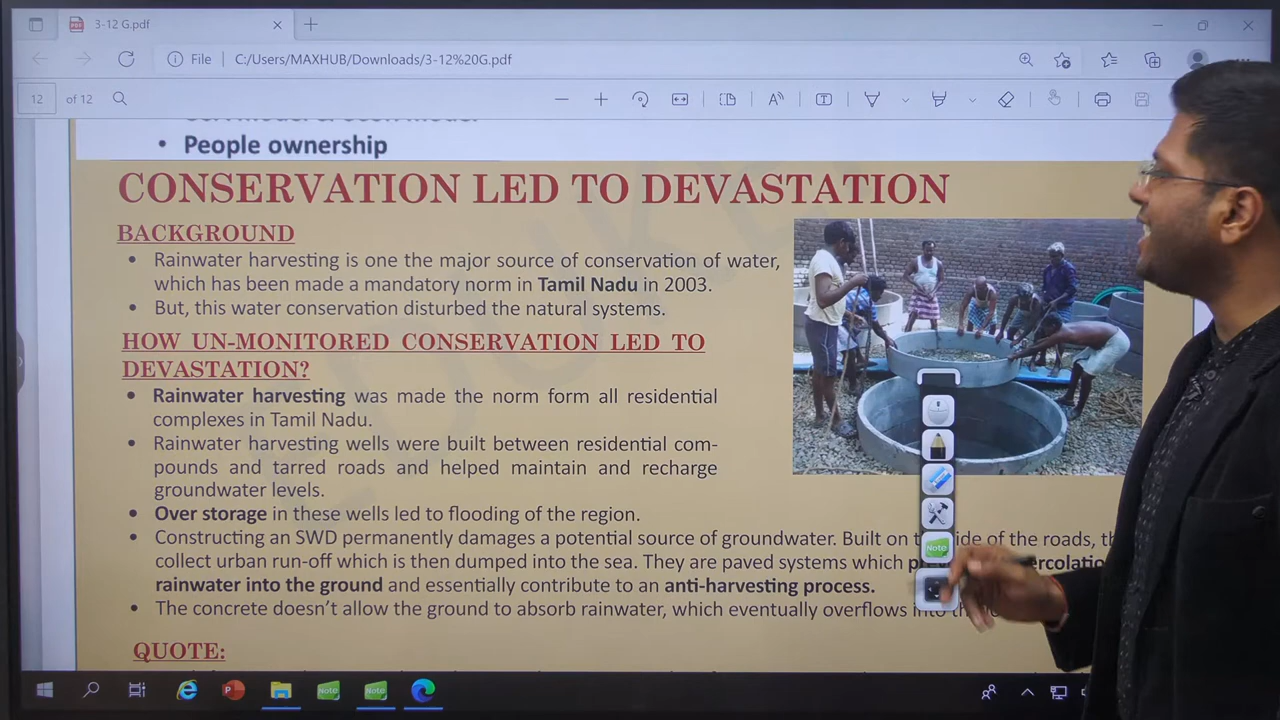 3-12 G.pdf
File C:/Users/MAXHUB/Downloads/3-12%20G.pdf
12 of 12
• People ownership
CONSERVATION LED TO DEVASTATION
BACKGROUND
• Rainwater harvesting is one the major source of conservation of water,
which has been made a mandatory norm in Tamil Nadu in 2003.
• But, this water conservation disturbed the natural systems.
HOW UN-MONITORED CONSERVATION LED TO
DEVASTATION?
• Rainwater harvesting was made the norm form all residential
complexes in Tamil Nadu.
• Rainwater harvesting wells were built between residential com-
pounds and tarred roads and helped maintain and recharge
groundwater levels.
• Over storage in these wells led to flooding of the region.
• Constructing an SWD permanently damages a potential source of groundwater. Built on side of the roads,
collect urban run-off which is then dumped into the sea. They are paved systems which
rainwater into the ground and essentially contribute to an anti-harvesting process.
• The concrete doesn't allow the ground to absorb rainwater, which eventually overflows
QUOTE:
Note